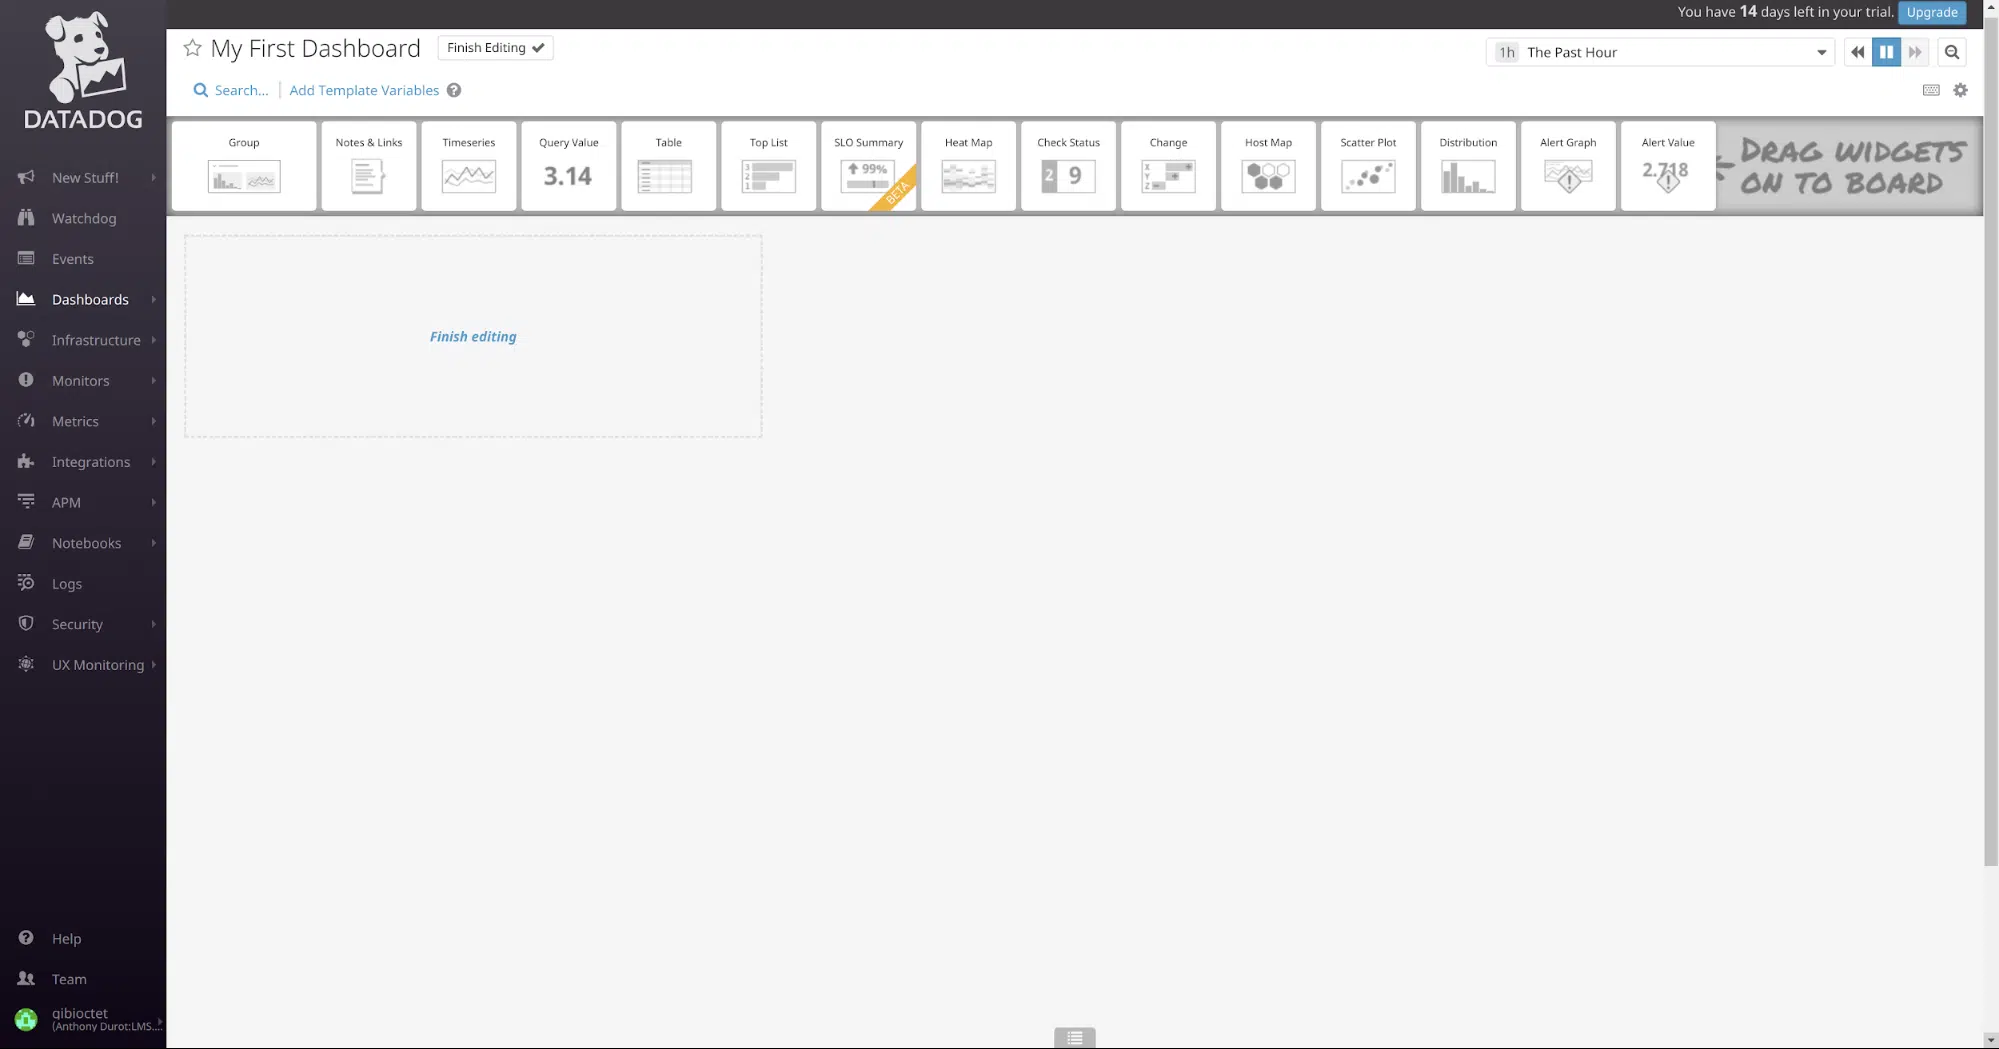 You have 14 days left in your trial. Upgrade
DATADOG
My First Dashboard
Finish Editing
1h The Past Hour
Search...
Add Template Variables
Group
Notes & Links
Timeseries
Query Value
3.14
Table
Top List
3
2
1
SLO Summary
99%
BETA
Heat Map
Check Status
2 9
Change
X
Y
Z
Host Map
Scatter Plot
Distribution
Alert Graph
Alert Value
2.718
DRAG WIDGETS
ON TO BOARD
New Stuff!
Watchdog
Events
Dashboards
Infrastructure
Monitors
Metrics
Integrations
APM
Notebooks
Logs
Security
UX Monitoring
Finish editing
Help
Team
gibioctet
(Anthony Durot:LMS....